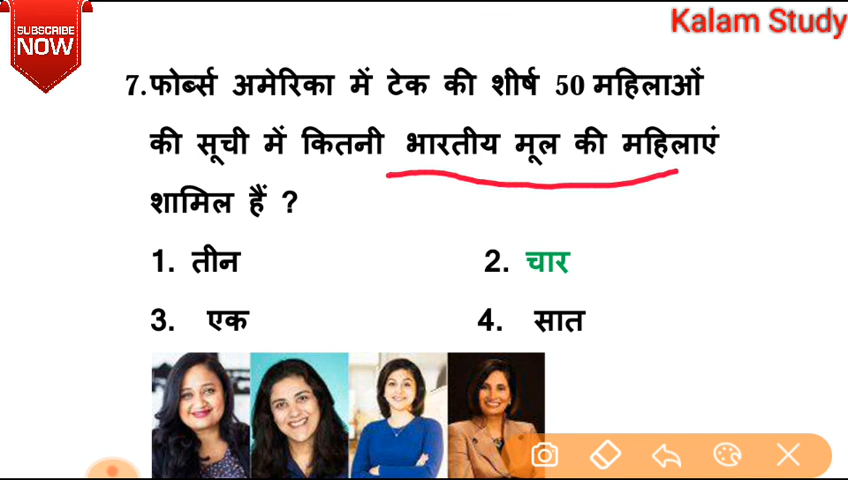 SUBSCRIBE
NOW
Kalam Study
7.फोर्ब्स अमेरिका में टेक की शीर्ष 50 महिलाओं
की सूची में कितनी भारतीय मूल की महिलाएं
शामिल हैं ?
1. तीन 2. चार
3. एक 4. सात